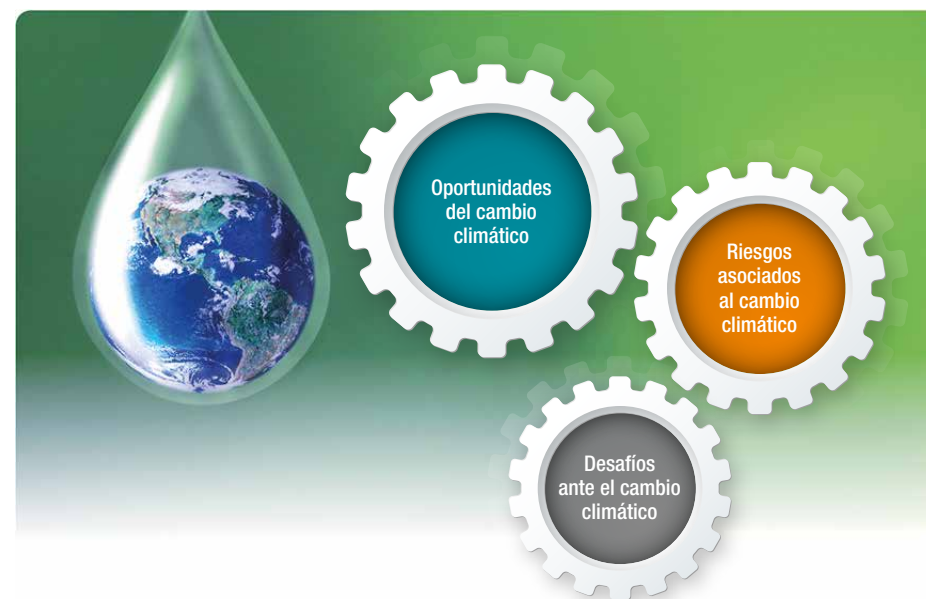 Oportunidades
del cambio
climático
Riesgos
asociados
al cambio
climático
Desafíos
ante el cambio
climático